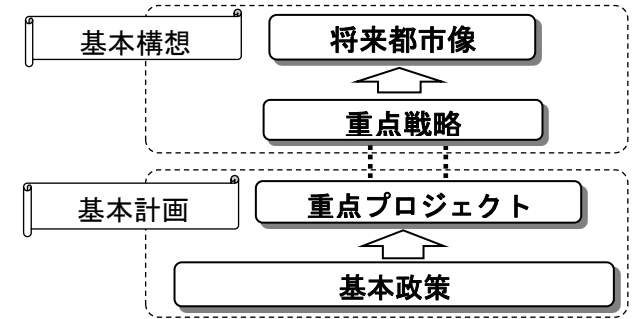 基本構想
将来都市像
重点戦略
基本計画
重点プロジェクト
基本政策